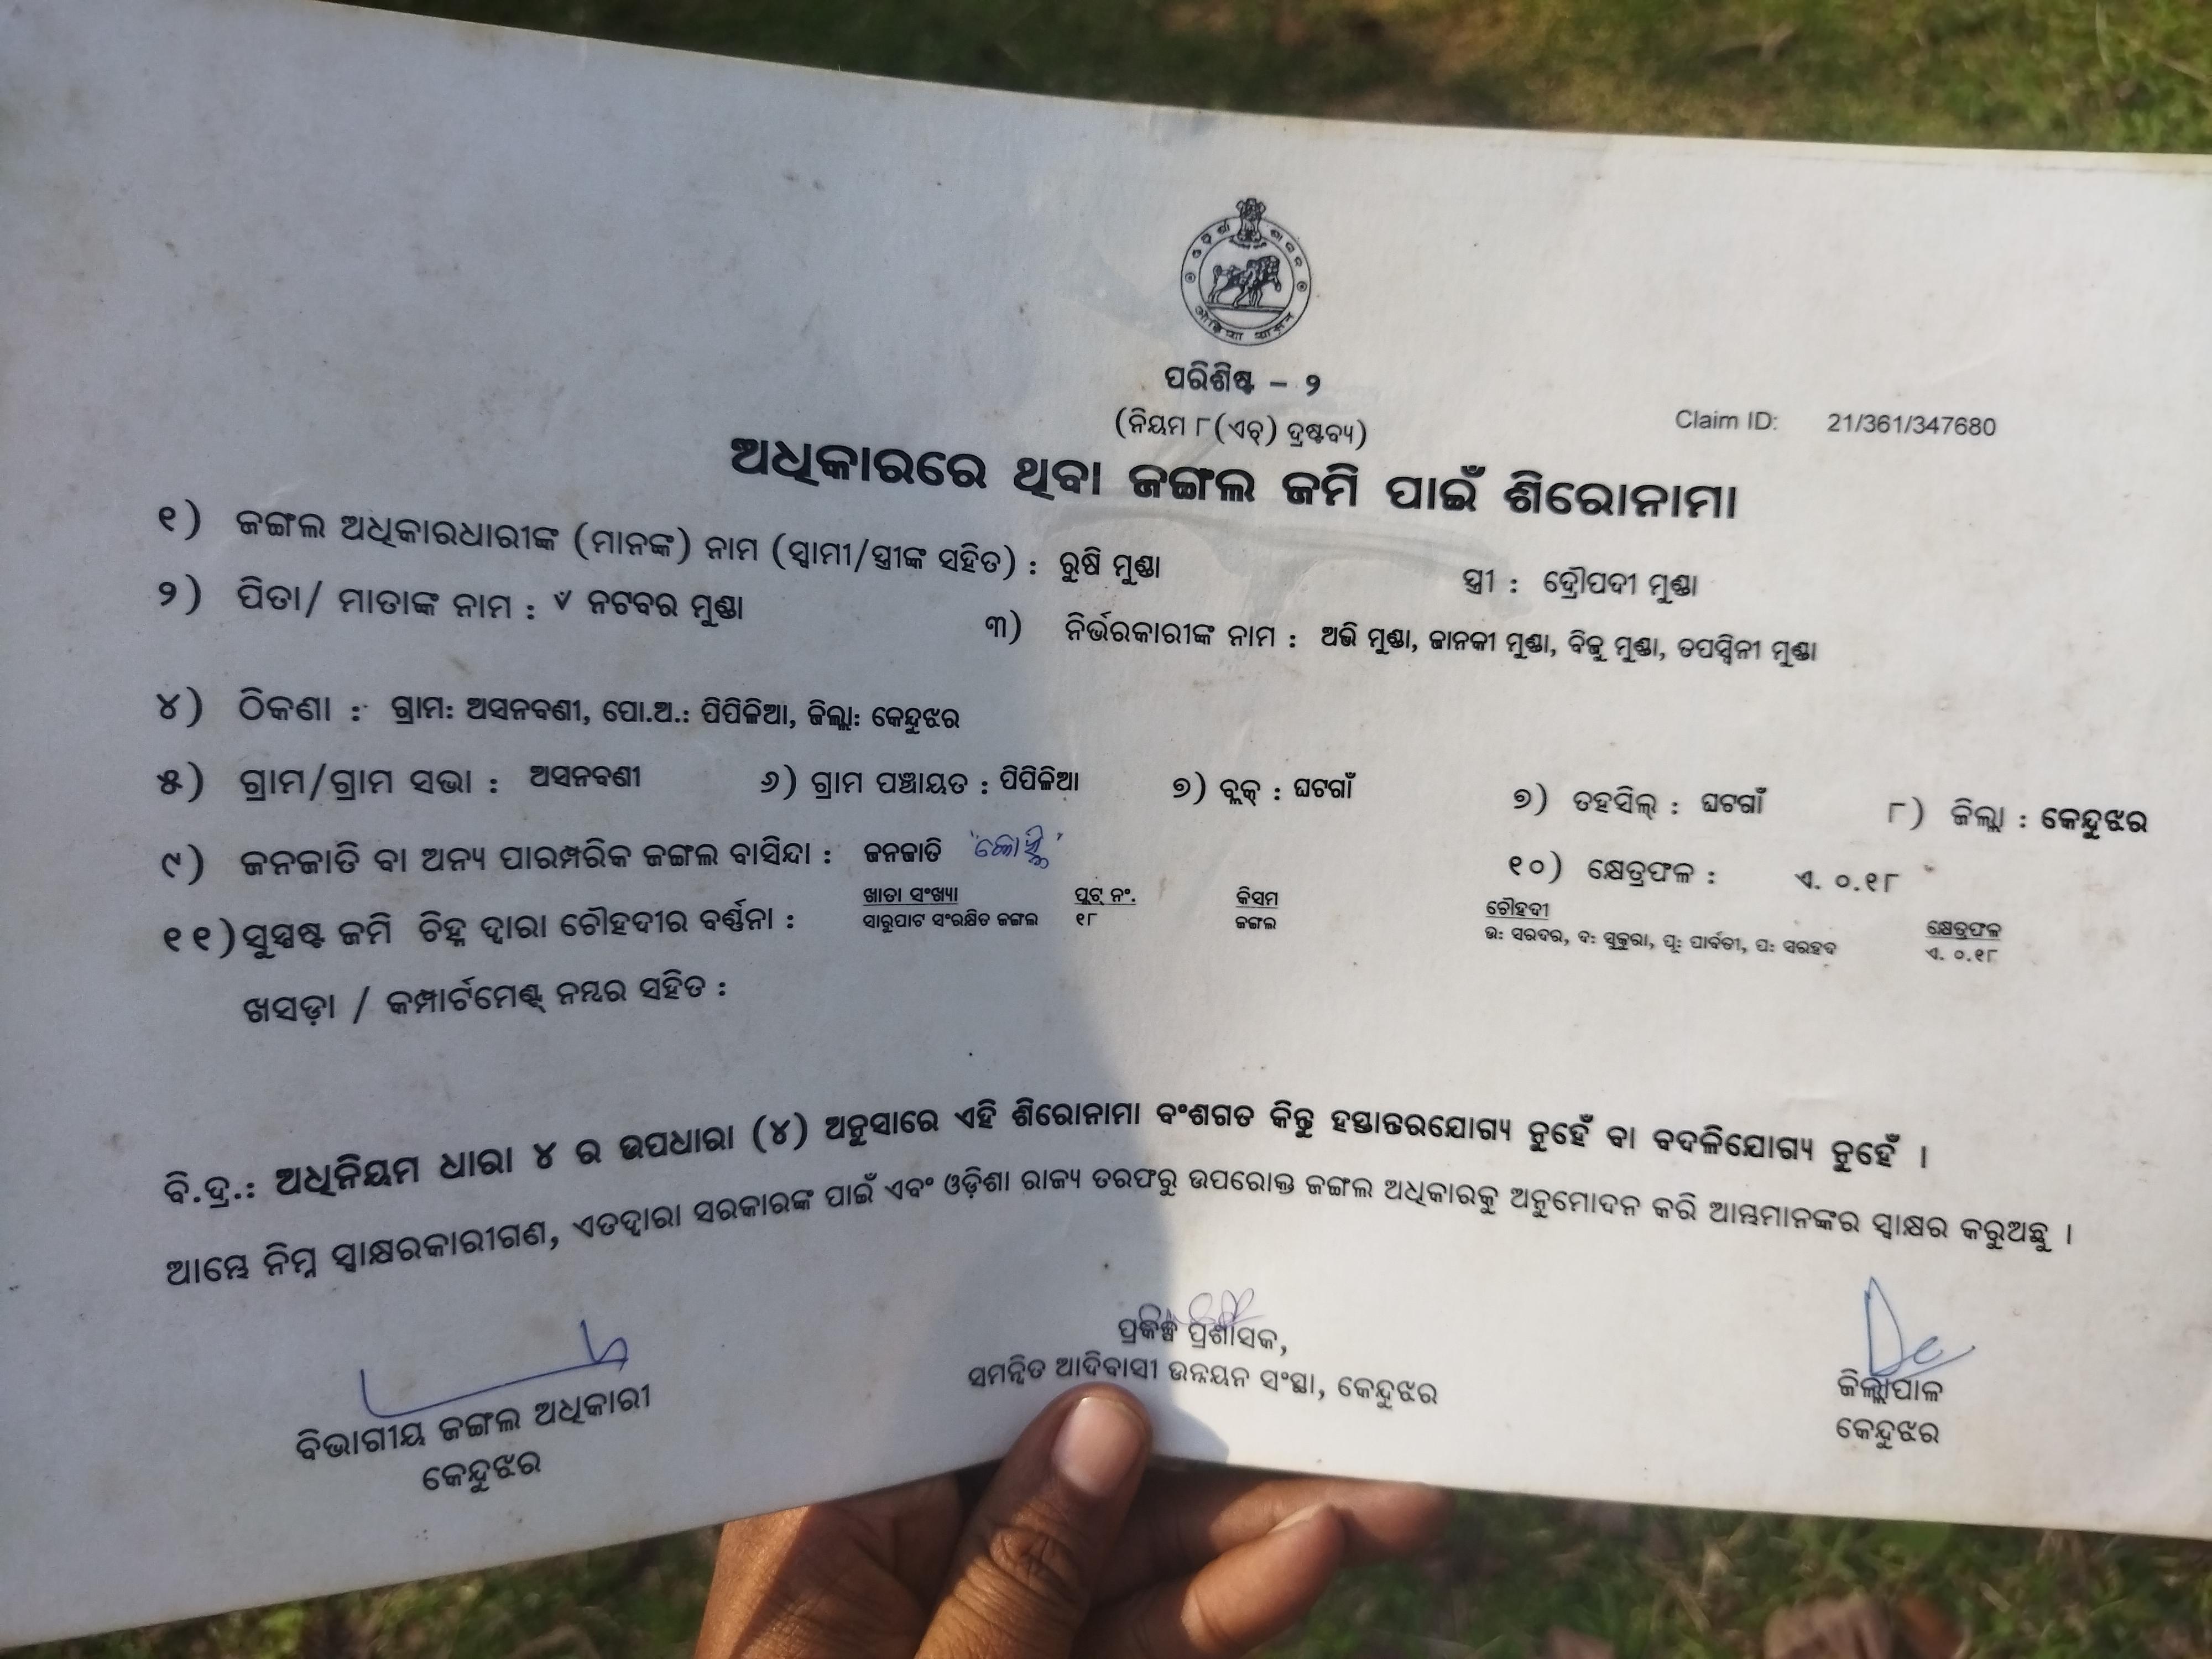 ଓଡ଼ିଶା ଶାସନ
ओड़िशा शासन
ପରିଶିଷ୍ଟ – ୨
(ନିୟମ ୮(ଏଚ୍) ଦ୍ରଷ୍ଟବ୍ୟ)
Claim ID: 21/361/347680
ଅଧିକାରରେ ଥିବା ଜଙ୍ଗଲ ଜମି ପାଇଁ ଶିରୋନାମା
୧) ଜଙ୍ଗଲ ଅଧିକାରଧାରୀଙ୍କ (ମାନଙ୍କ) ନାମ (ସ୍ୱାମୀ/ସ୍ତ୍ରୀଙ୍କ ସହିତ) : ରୁଷି ମୁଣ୍ଡା ସ୍ତ୍ରୀ : ଦ୍ରୌପଦୀ ମୁଣ୍ଡା
୨) ପିତା/ ମାତାଙ୍କ ନାମ : ନଟବର ମୁଣ୍ଡା ୩) ନିର୍ଭରକାରୀଙ୍କ ନାମ : ଅଭି ମୁଣ୍ଡା, ଜାନକୀ ମୁଣ୍ଡା, ବିଜୁ ମୁଣ୍ଡା, ତପସ୍ୱିନୀ ମୁଣ୍ଡା
୪) ଠିକଣା : ଗ୍ରାମ: ଅସନବଣୀ, ପୋ.ଅ.: ପିପିଳିଆ, ଜିଲ୍ଲା: କେନ୍ଦୁଝର
୫) ଗ୍ରାମ/ଗ୍ରାମ ସଭା : ଅସନବଣୀ ୬) ଗ୍ରାମ ପଞ୍ଚାୟତ : ପିପିଳିଆ ୭) ବ୍ଲକ୍ : ଘଟଗାଁ ୭) ତହସିଲ୍ : ଘଟଗାଁ ୮) ଜିଲ୍ଲା : କେନ୍ଦୁଝର
୯) ଜନଜାତି ବା ଅନ୍ୟ ପାରମ୍ପରିକ ଜଙ୍ଗଲ ବାସିନ୍ଦା : ଜନଜାତି ୧୦) କ୍ଷେତ୍ରଫଳ : ଏ. ୦.୧୮
୧୧) ସୁସ୍ପଷ୍ଟ ଜମି ଚିହ୍ନ ଦ୍ୱାରା ଚୌହଦୀର ବର୍ଣ୍ଣନା : ଖାତା ସଂଖ୍ୟା ପ୍ଲଟ୍ ନଂ. କିସମ ଚୌହଦୀ କ୍ଷେତ୍ରଫଳ
ସାରୁପାଟ ସଂରକ୍ଷିତ ଜଙ୍ଗଲ ୧୮ ଜଙ୍ଗଲ ଉ: ସରଦର, ଦ: ସୁକୁରା, ପୂ: ପାର୍ବତୀ, ପ: ସରହଦ ଏ. ୦.୧୮
ଖସଡ଼ା / କମ୍ପାର୍ଟମେଣ୍ଟ୍ ନମ୍ବର ସହିତ :
ବି.ଦ୍ର.: ଅଧିନିୟମ ଧାରା ୪ ର ଉପଧାରା (୪) ଅନୁସାରେ ଏହି ଶିରୋନାମା ବଂଶଗତ କିନ୍ତୁ ହସ୍ତାନ୍ତରଯୋଗ୍ୟ ନୁହେଁ ବା ବଦଳିଯୋଗ୍ୟ ନୁହେଁ ।
ଆମ୍ଭେ ନିମ୍ନ ସ୍ୱାକ୍ଷରକାରୀଗଣ, ଏତଦ୍ୱାରା ସରକାରଙ୍କ ପାଇଁ ଏବଂ ଓଡ଼ିଶା ରାଜ୍ୟ ତରଫରୁ ଉପରୋକ୍ତ ଜଙ୍ଗଲ ଅଧିକାରକୁ ଅନୁମୋଦନ କରି ଆମ୍ଭମାନଙ୍କର ସ୍ୱାକ୍ଷର କରୁଅଛୁ ।
ବିଭାଗୀୟ ଜଙ୍ଗଲ ଅଧିକାରୀ
କେନ୍ଦୁଝର
ପ୍ରକଳ୍ପ ପ୍ରଶାସକ,
ସମନ୍ୱିତ ଆଦିବାସୀ ଉନ୍ନୟନ ସଂସ୍ଥା, କେନ୍ଦୁଝର
ଜିଲ୍ଲାପାଳ
କେନ୍ଦୁଝର